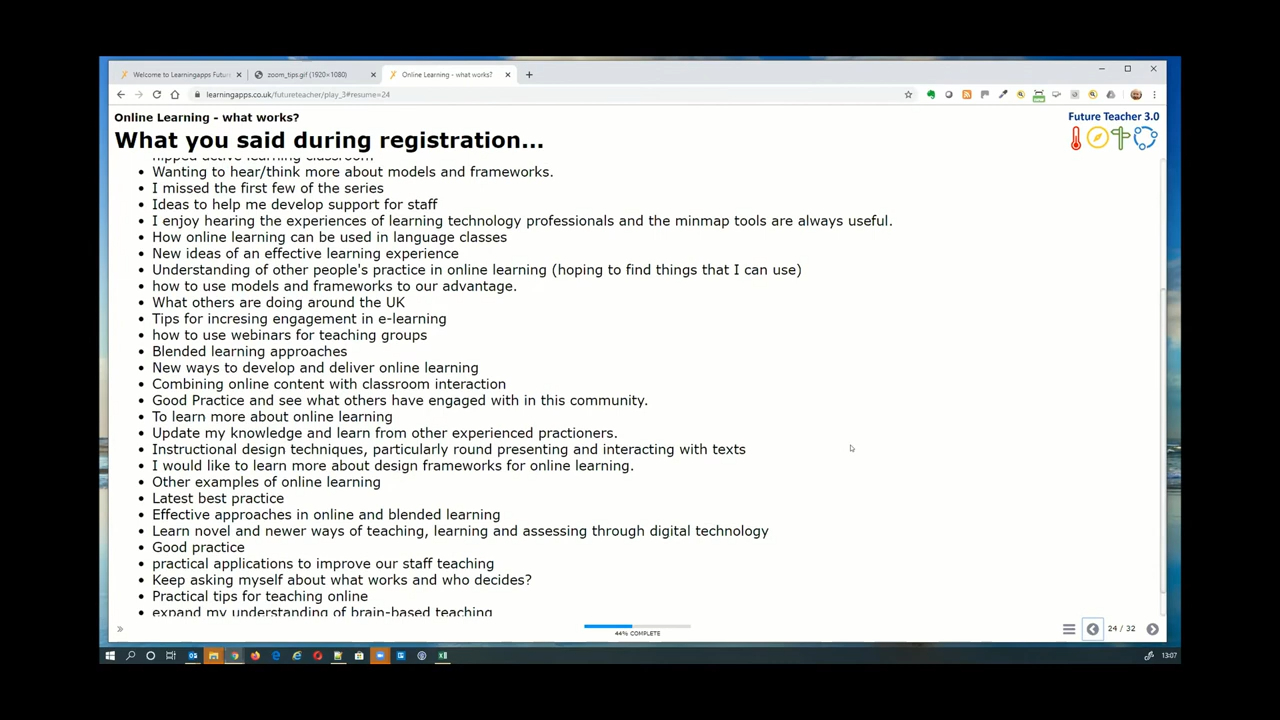 Welcome to Learningapps Futur
zoom_tips.gif (1920×1080)
Online Learning - what works?
learningapps.co.uk/futureteacher/play_3#resume=24
Online Learning - what works?
Future Teacher 3.0
What you said during registration...
flipped active learning classroom
• Wanting to hear/think more about models and frameworks.
• I missed the first few of the series
• Ideas to help me develop support for staff
• I enjoy hearing the experiences of learning technology professionals and the minmap tools are always useful.
• How online learning can be used in language classes
• New ideas of an effective learning experience
• Understanding of other people's practice in online learning (hoping to find things that I can use)
• how to use models and frameworks to our advantage.
• What others are doing around the UK
• Tips for incresing engagement in e-learning
• how to use webinars for teaching groups
• Blended learning approaches
• New ways to develop and deliver online learning
• Combining online content with classroom interaction
• Good Practice and see what others have engaged with in this community.
• To learn more about online learning
• Update my knowledge and learn from other experienced practioners.
• Instructional design techniques, particularly round presenting and interacting with texts
• I would like to learn more about design frameworks for online learning.
• Other examples of online learning
• Latest best practice
• Effective approaches in online and blended learning
• Learn novel and newer ways of teaching, learning and assessing through digital technology
• Good practice
• practical applications to improve our staff teaching
• Keep asking myself about what works and who decides?
• Practical tips for teaching online
• expand my understanding of brain-based teaching
44% COMPLETE
24 / 32
13:07